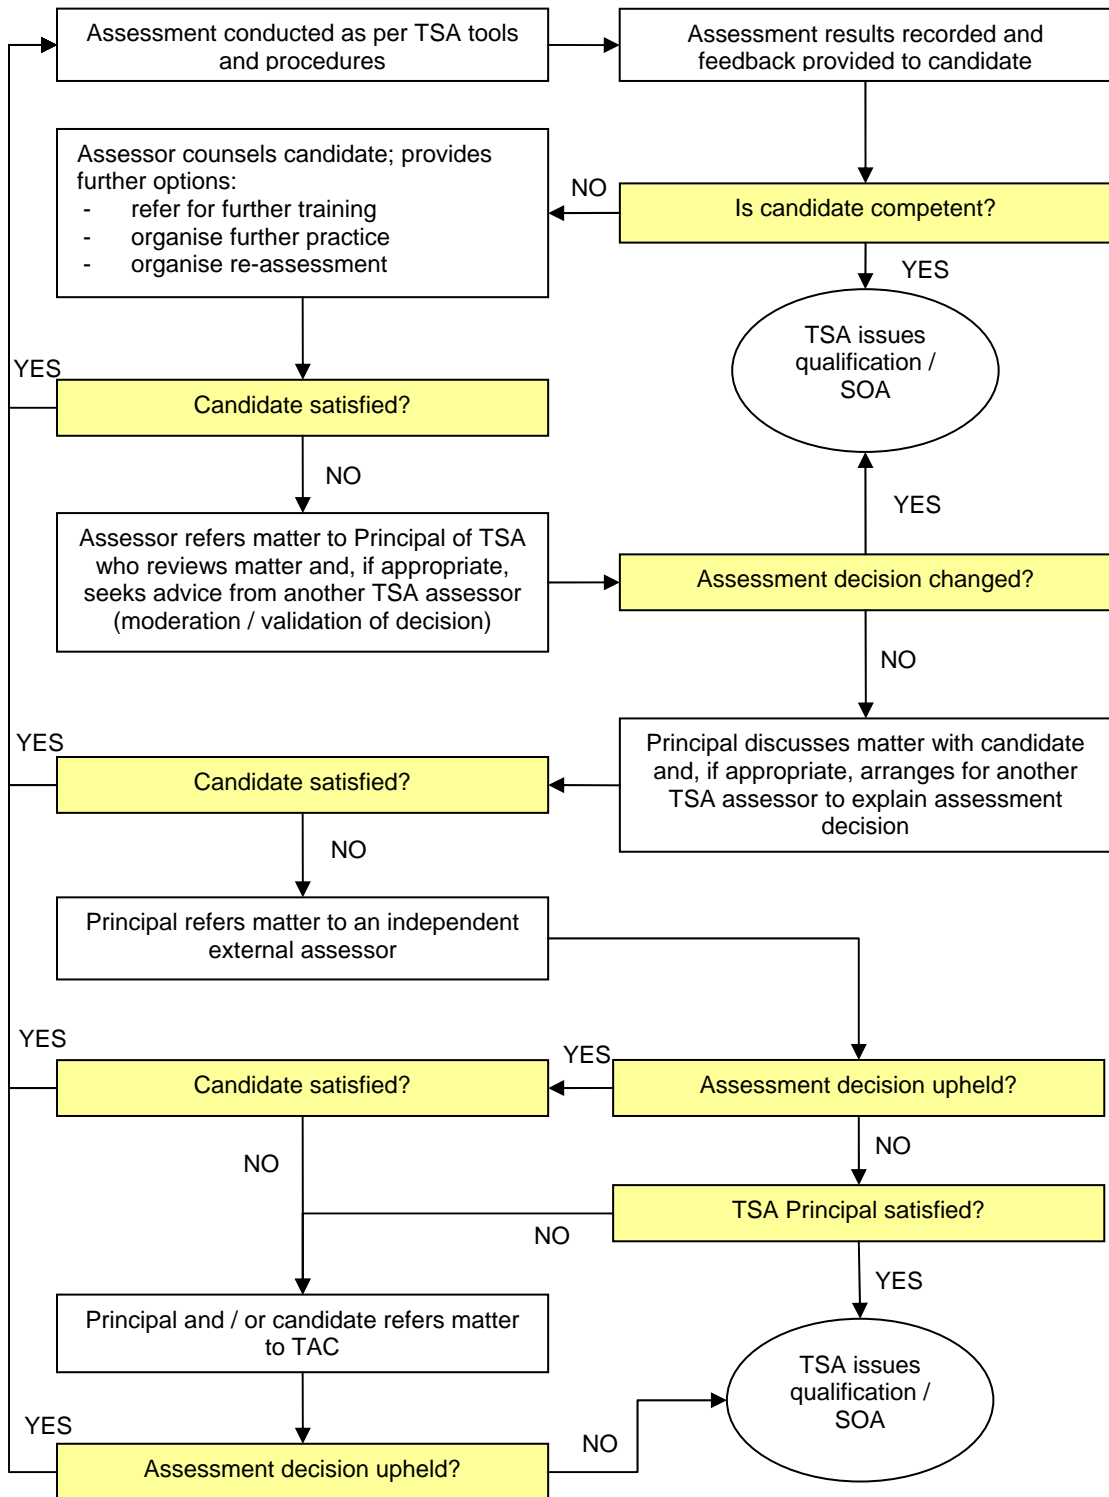 Assessment conducted as per TSA tools
and procedures
Assessment results recorded and
feedback provided to candidate
Assessor counsels candidate; provides
further options:
- refer for further training
- organise further practice
- organise re-assessment
NO
Is candidate competent?
YES
TSA issues
qualification /
SOA
YES
Candidate satisfied?
NO
YES
Assessor refers matter to Principal of TSA
who reviews matter and, if appropriate,
seeks advice from another TSA assessor
(moderation / validation of decision)
Assessment decision changed?
NO
YES
Principal discusses matter with candidate
and, if appropriate, arranges for another
TSA assessor to explain assessment
decision
Candidate satisfied?
NO
Principal refers matter to an independent
external assessor
YES
YES
Candidate satisfied?
Assessment decision upheld?
NO
NO
TSA Principal satisfied?
NO
YES
Principal and / or candidate refers matter
to TAC
TSA issues
qualification /
SOA
YES
NO
Assessment decision upheld?